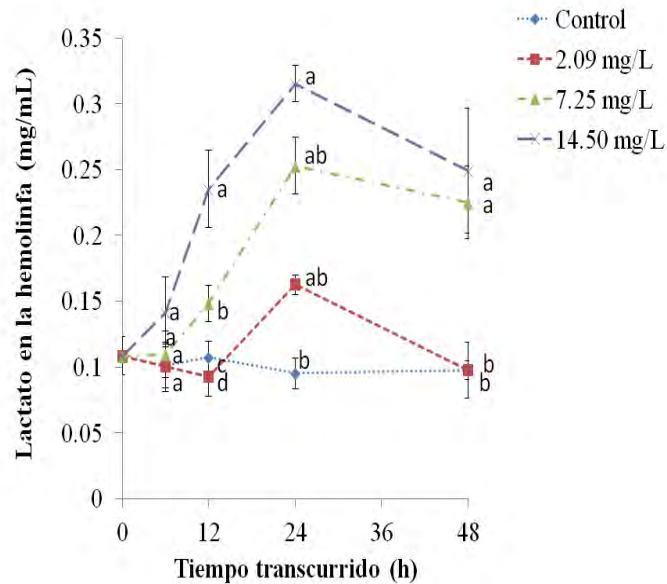 Control
2.09 mg/L
7.25 mg/L
14.50 mg/L
Lactato en la hemolinfa (mg/mL)
0.35
0.3
0.25
0.2
0.15
0.1
0.05
0
a
ab
a
a
a
ab
b
a
a
a
c
b
b
a
d
b
0
12
24
36
48
Tiempo transcurrido (h)